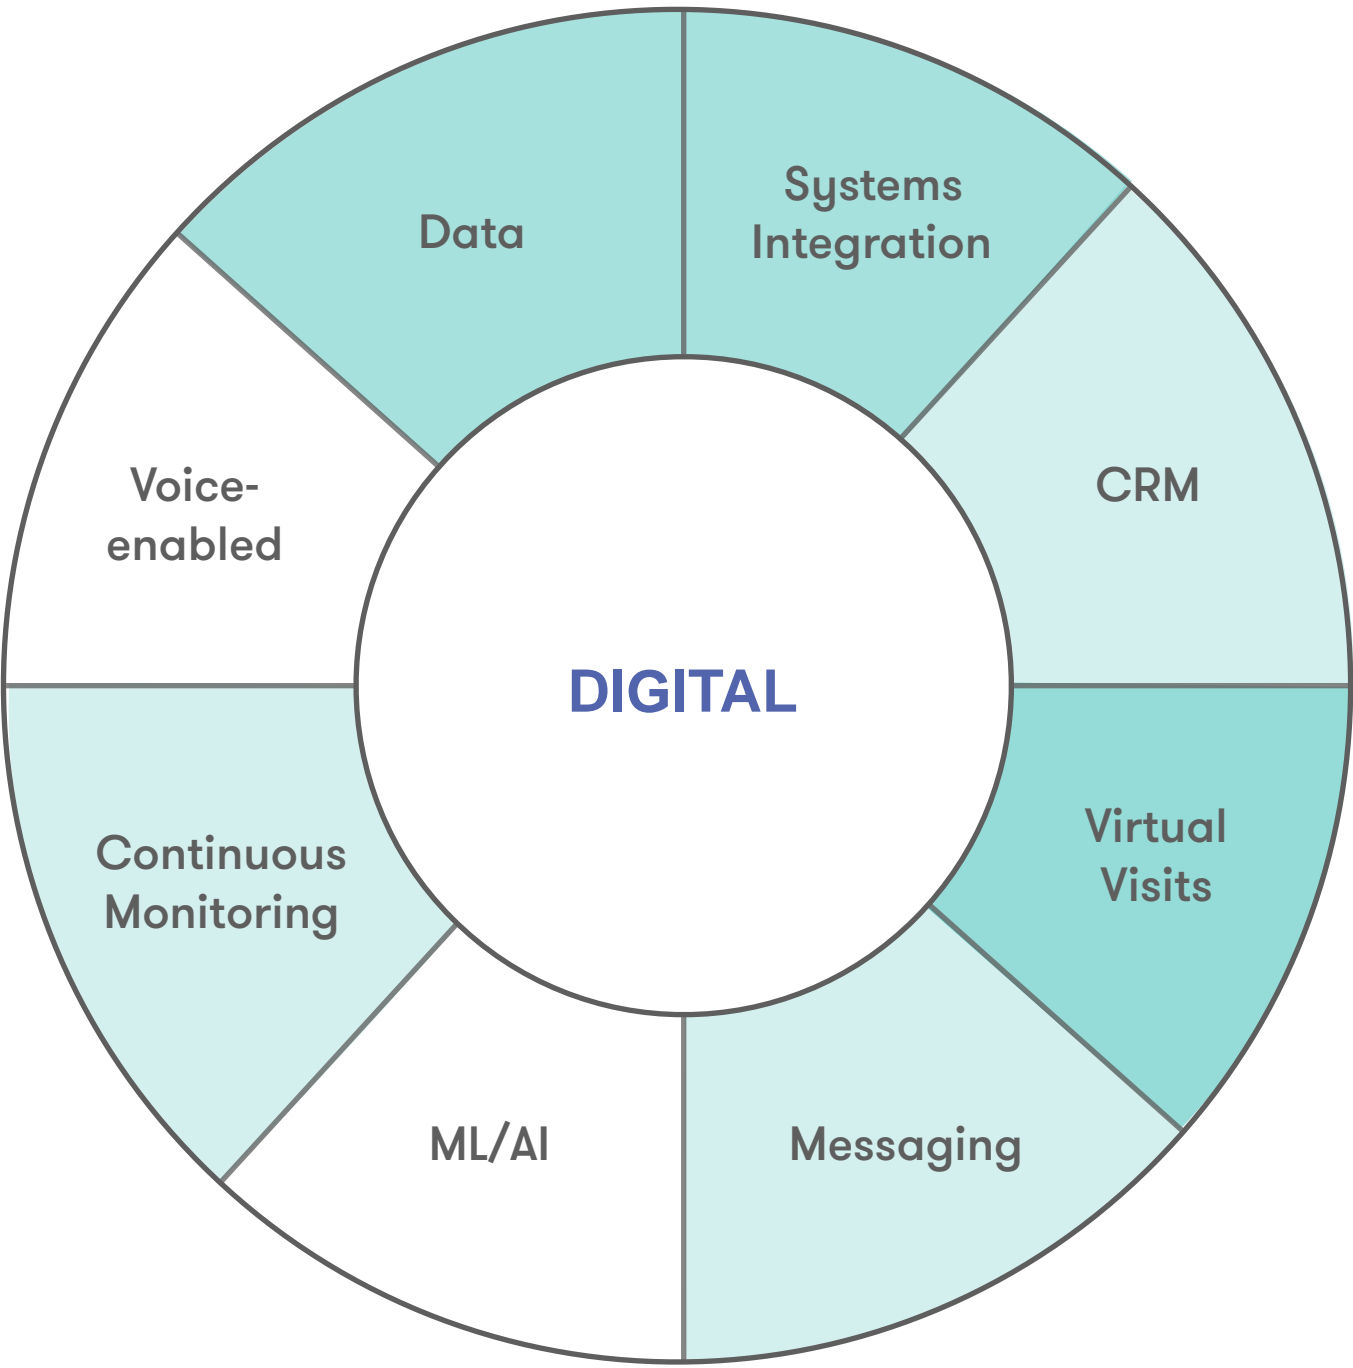 Data
Systems
Integration
CRM
Virtual
Visits
Messaging
ML/AI
Continuous
Monitoring
Voice-
enabled
DIGITAL